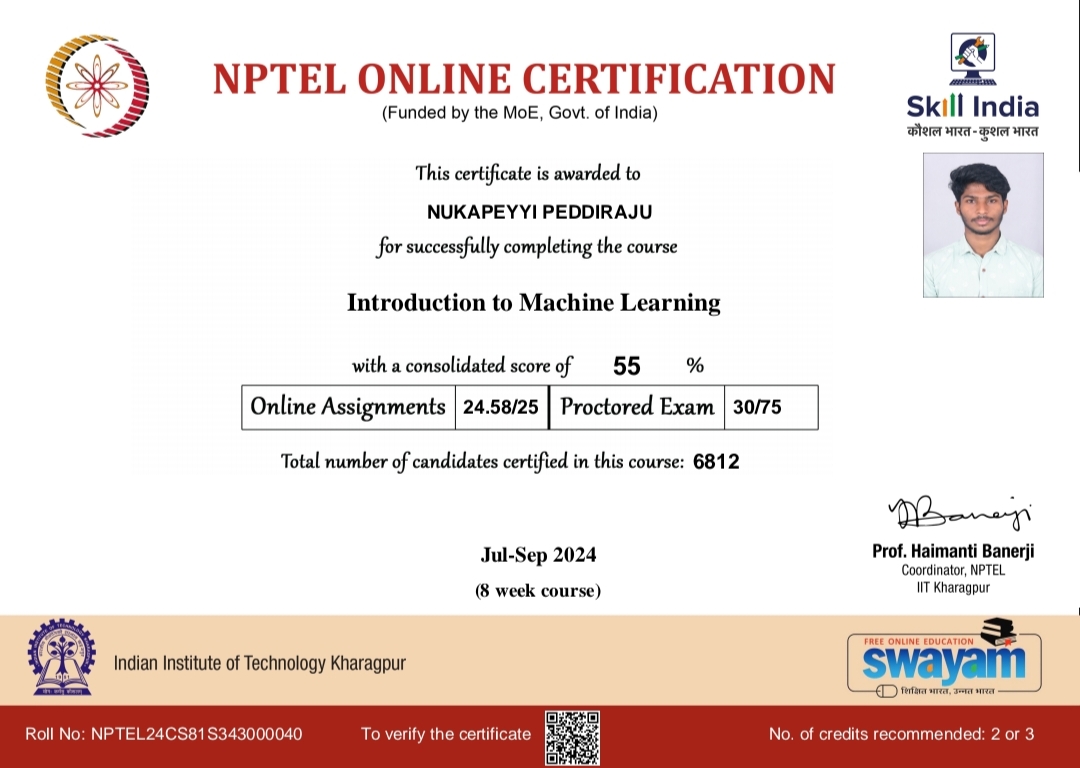 NPTEL ONLINE CERTIFICATION
(Funded by the MoE, Govt. of India)
Skill India
कौशल भारत - कुशल भारत
This certificate is awarded to
NUKAPEYYI PEDDIRAJU
for successfully completing the course
Introduction to Machine Learning
with a consolidated score of 55 %
Online Assignments 24.58/25 Proctored Exam 30/75
Total number of candidates certified in this course: 6812
Jul-Sep 2024
(8 week course)
Prof. Haimanti Banerji
Coordinator, NPTEL
IIT Kharagpur
Indian Institute of Technology Kharagpur
FREE ONLINE EDUCATION
swayam
शिक्षित भारत, उन्नत भारत
Roll No: NPTEL24CS81S343000040
To verify the certificate
No. of credits recommended: 2 or 3